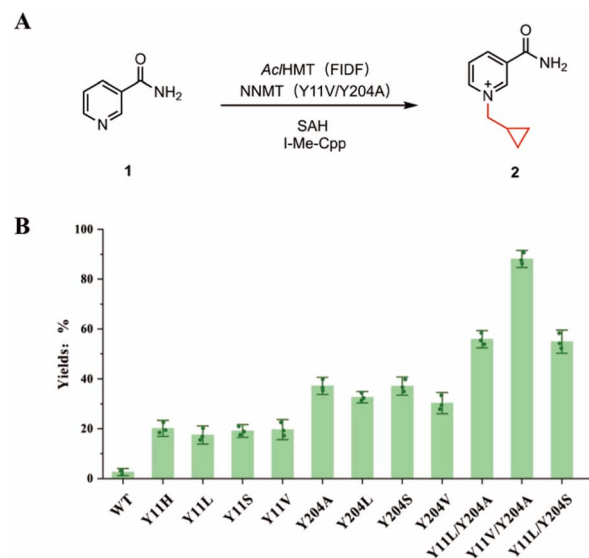 A
AclHMT (FIDF)
NNMT (Y11V/Y204A)
SAH
I-Me-Cpp
O
NH₂
N
1
O
NH₂
N⁺
2
B
Yields: %
100
80
60
40
20
0
WT
Y11H
Y11L
Y11S
Y11V
Y204A
Y204L
Y204S
Y204V
Y11L/Y204A
Y11V/Y204A
Y11L/Y204S